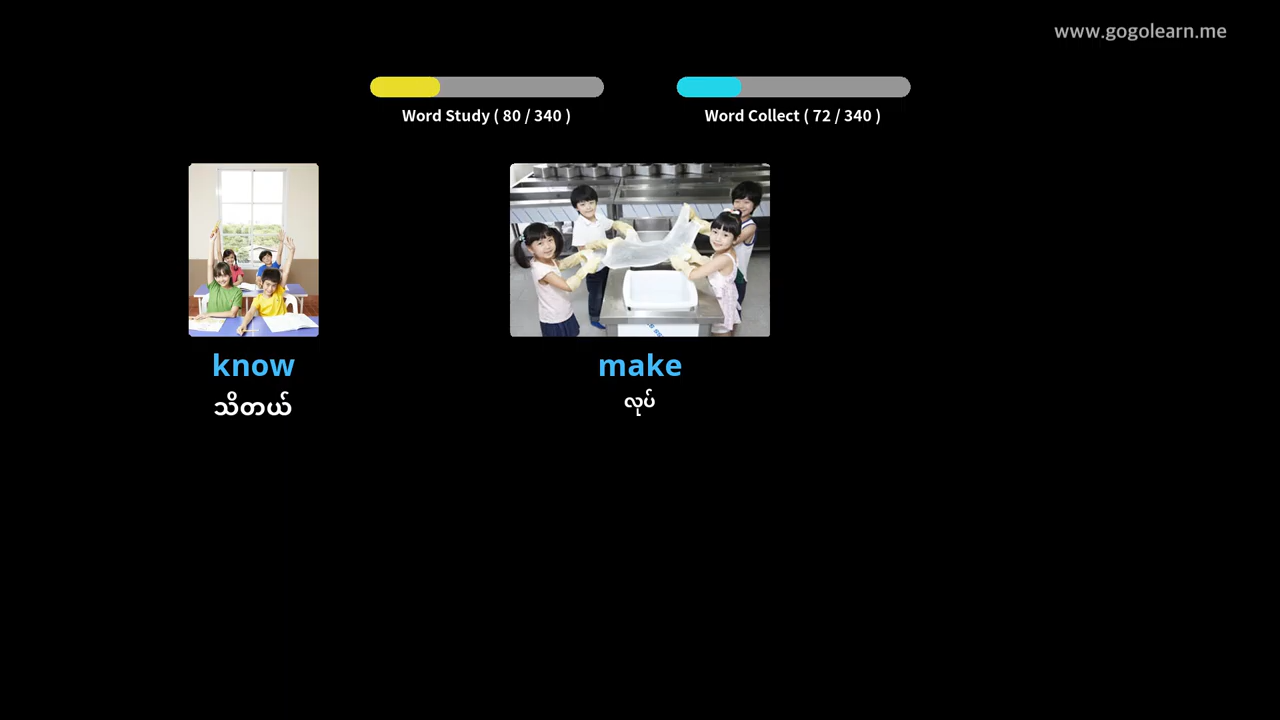 www.gogolearn.me
Word Study ( 80 / 340 )
Word Collect ( 72 / 340 )
know
သိတယ်
make
လုပ်